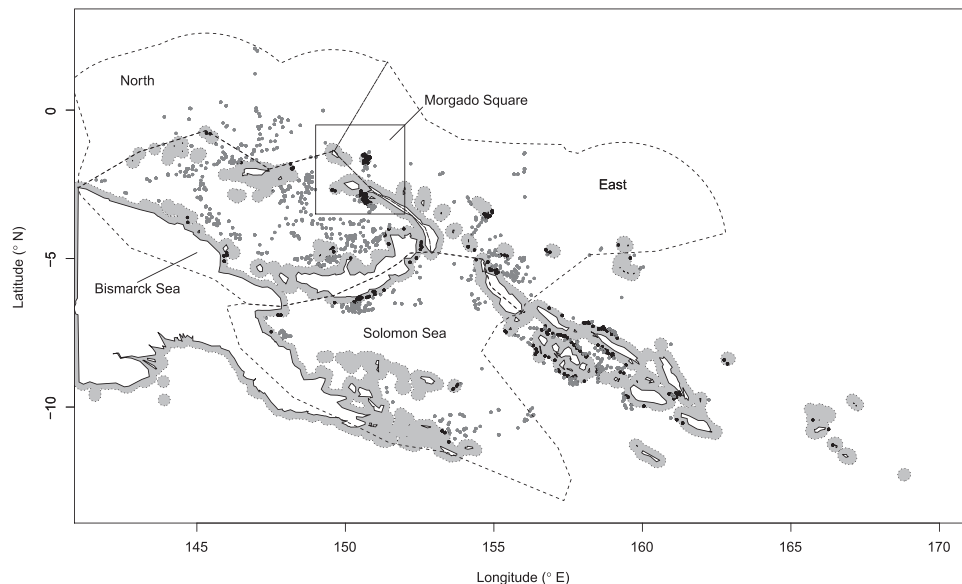 North
Morgado Square
East
Bismarck Sea
Solomon Sea
0
−5
−10
Latitude (° N)
145
150
155
160
165
170
Longitude (° E)